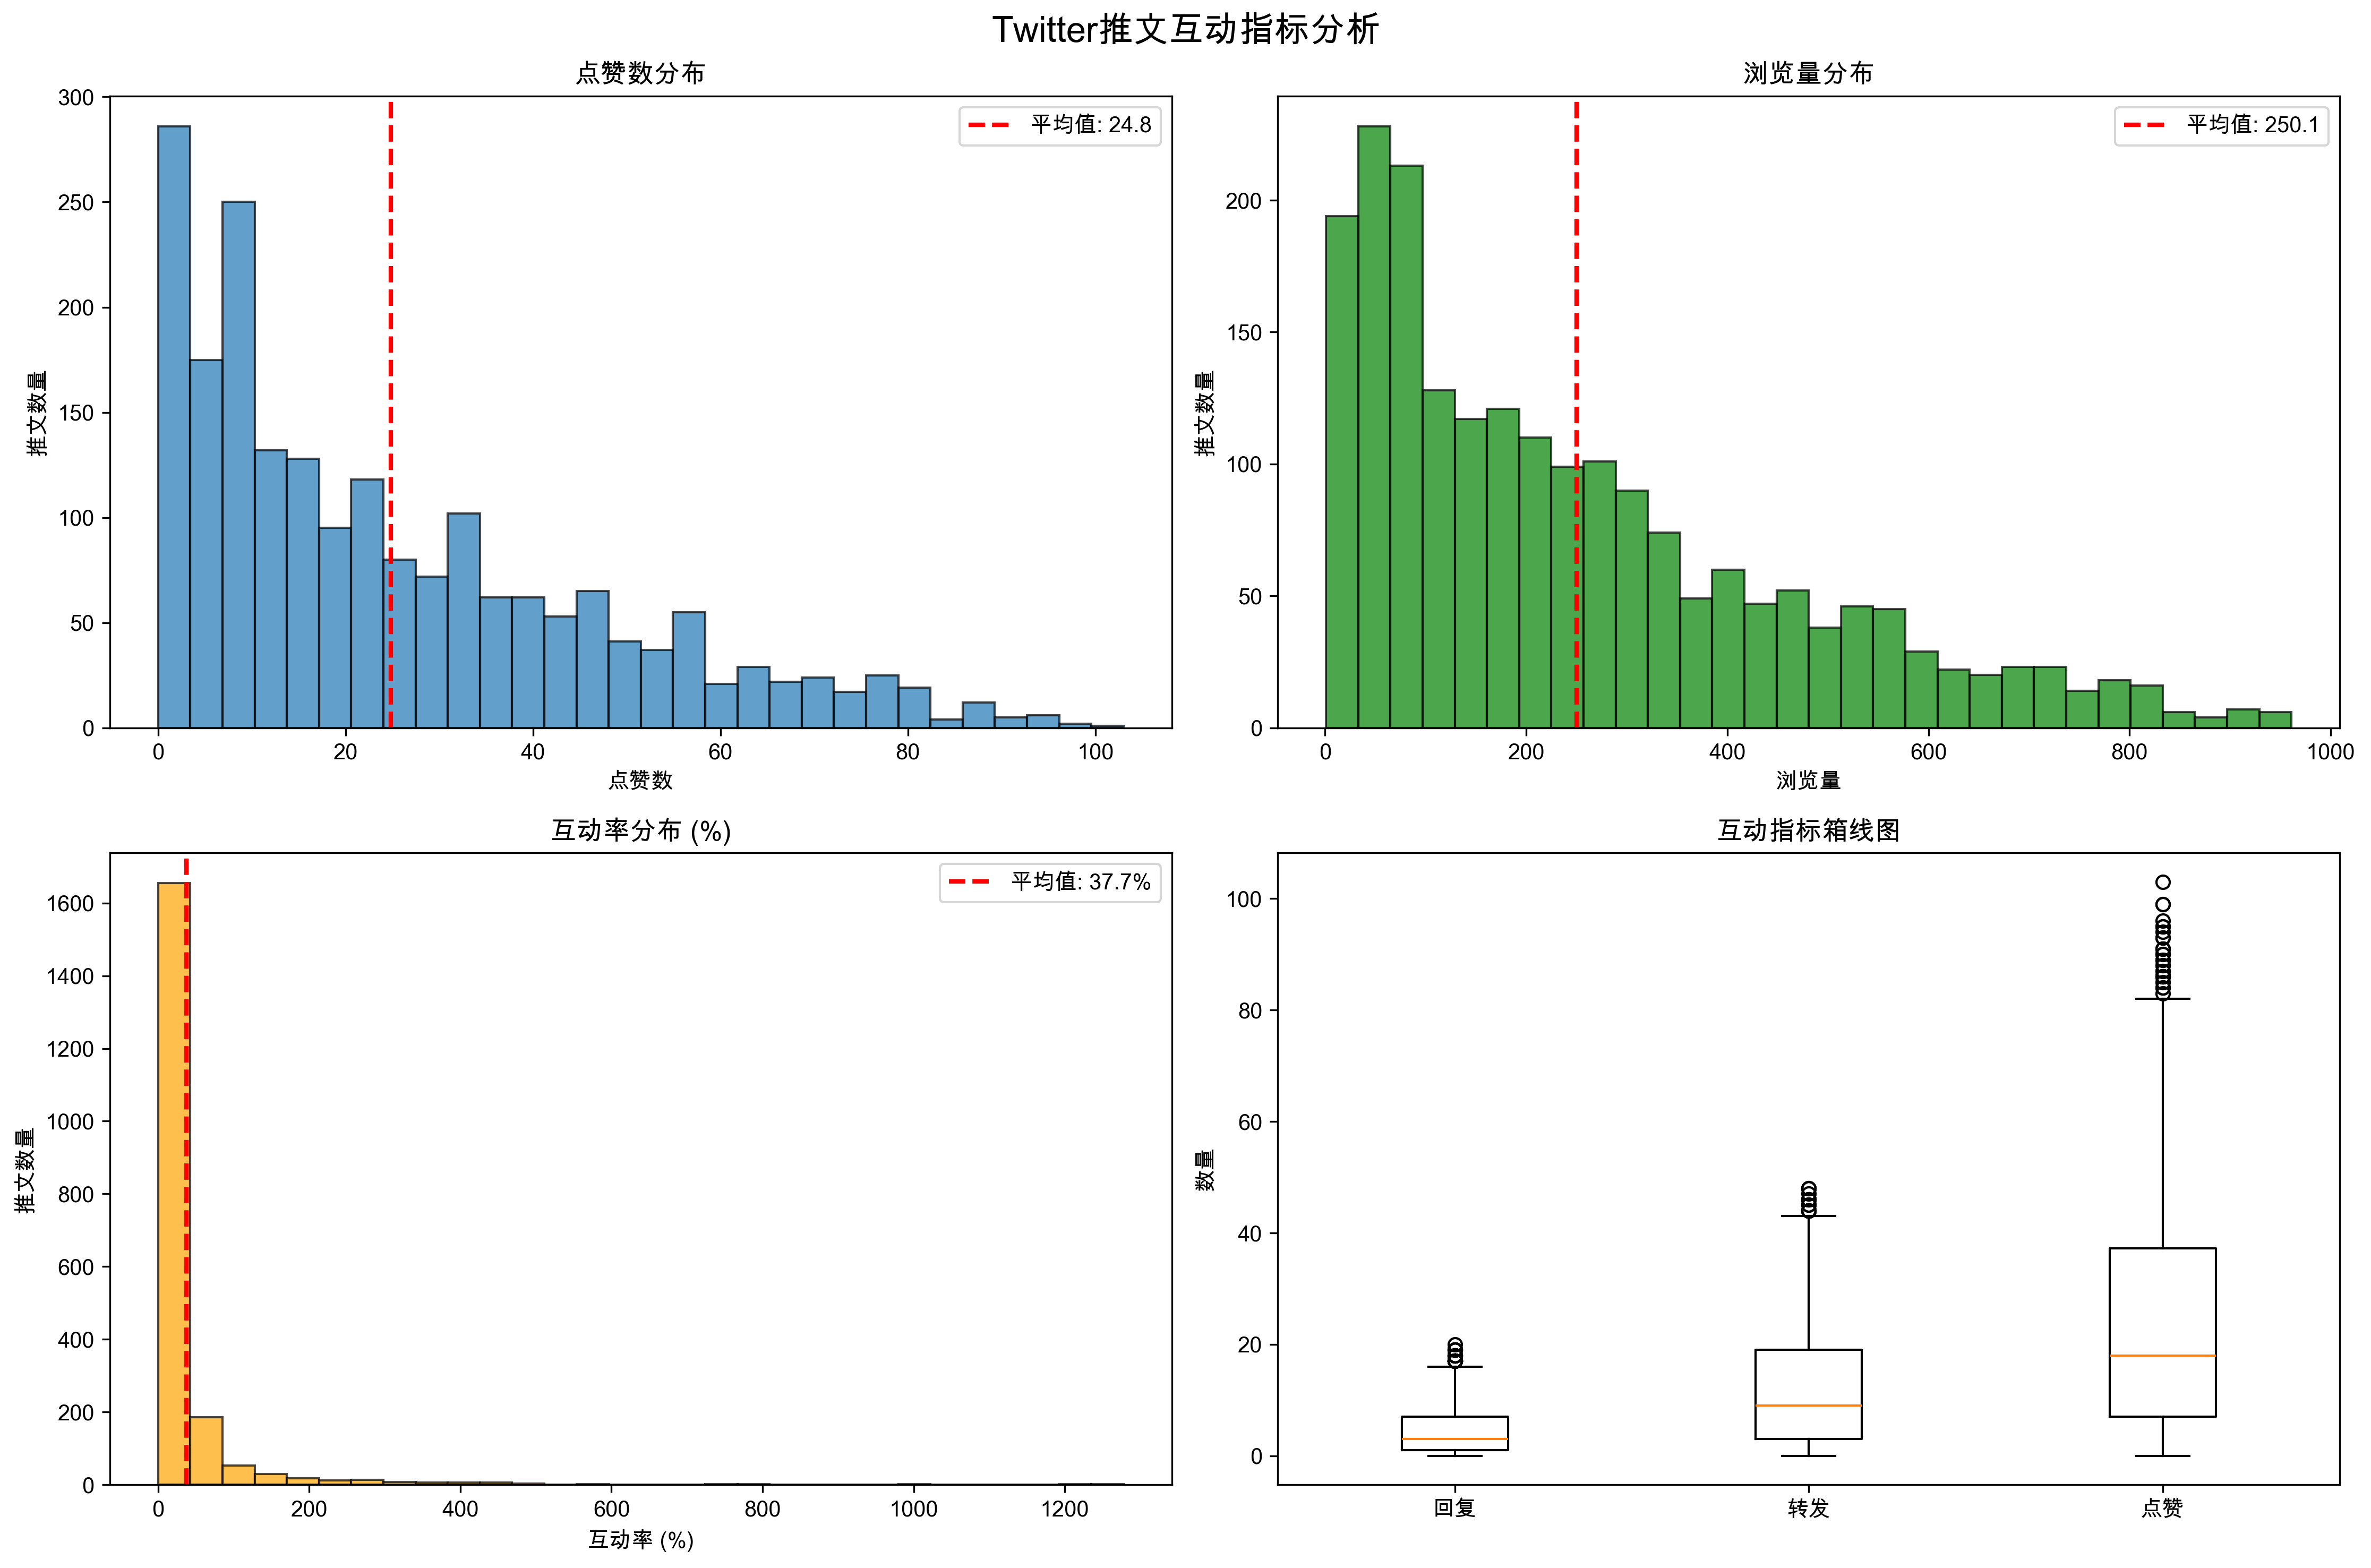 Twitter推文互动指标分析
点赞数分布
300
250
200
150
100
50
0
推文数量
平均值: 24.8
0 20 40 60 80 100
点赞数
浏览量分布
200
150
100
50
0
推文数量
平均值: 250.1
0 200 400 600 800 1000
浏览量
互动率分布 (%)
1600
1400
1200
1000
800
600
400
200
0
推文数量
平均值: 37.7%
0 200 400 600 800 1000 1200
互动率 (%)
互动指标箱线图
100
80
60
40
20
0
数量
回复 转发 点赞